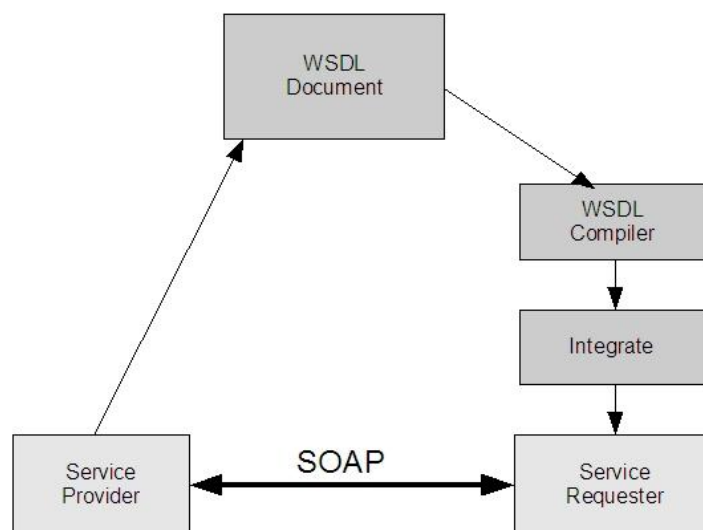 WSDL
Document
WSDL
Compiler
Integrate
SOAP
Service
Provider
Service
Requester